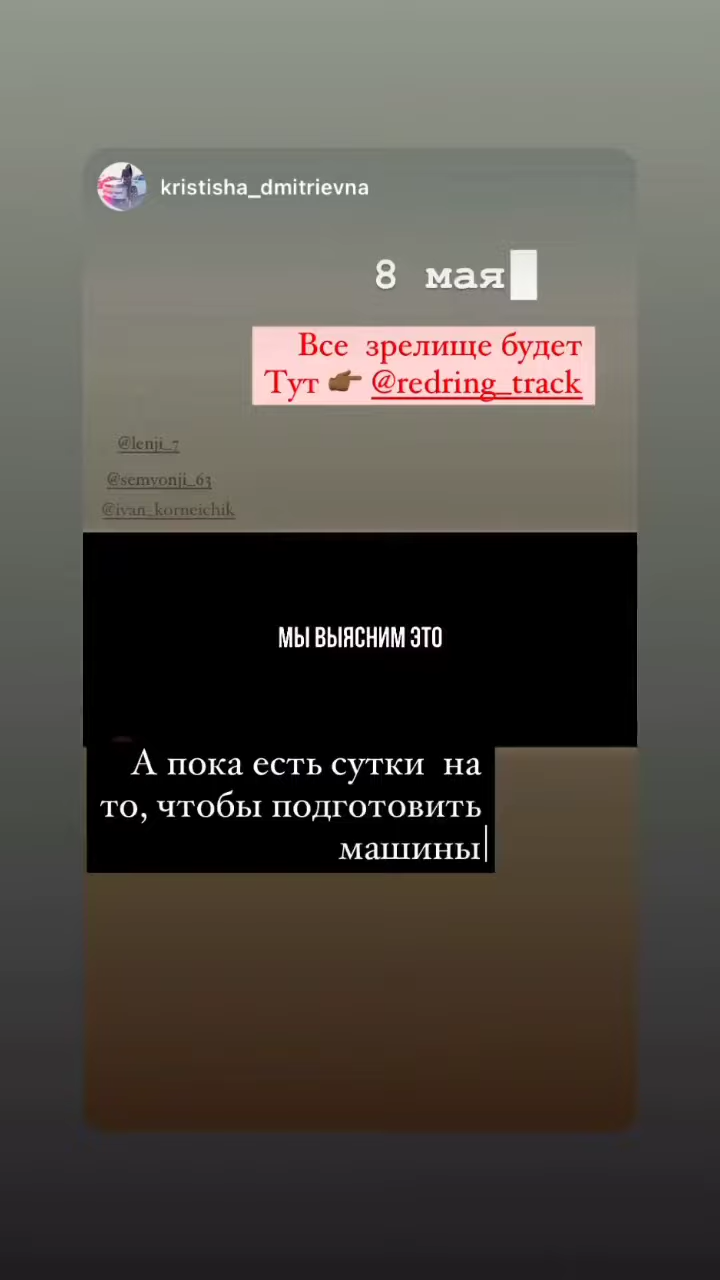 kristisha_dmitrievna
8 мая
Все зрелище будет
Тут 👉🏾 @redring_track
@lenji_7
@semyonji_63
@ivan_korneichik
МЫ ВЫЯСНИМ ЭТО
А пока есть сутки на
то, чтобы подготовить
машины